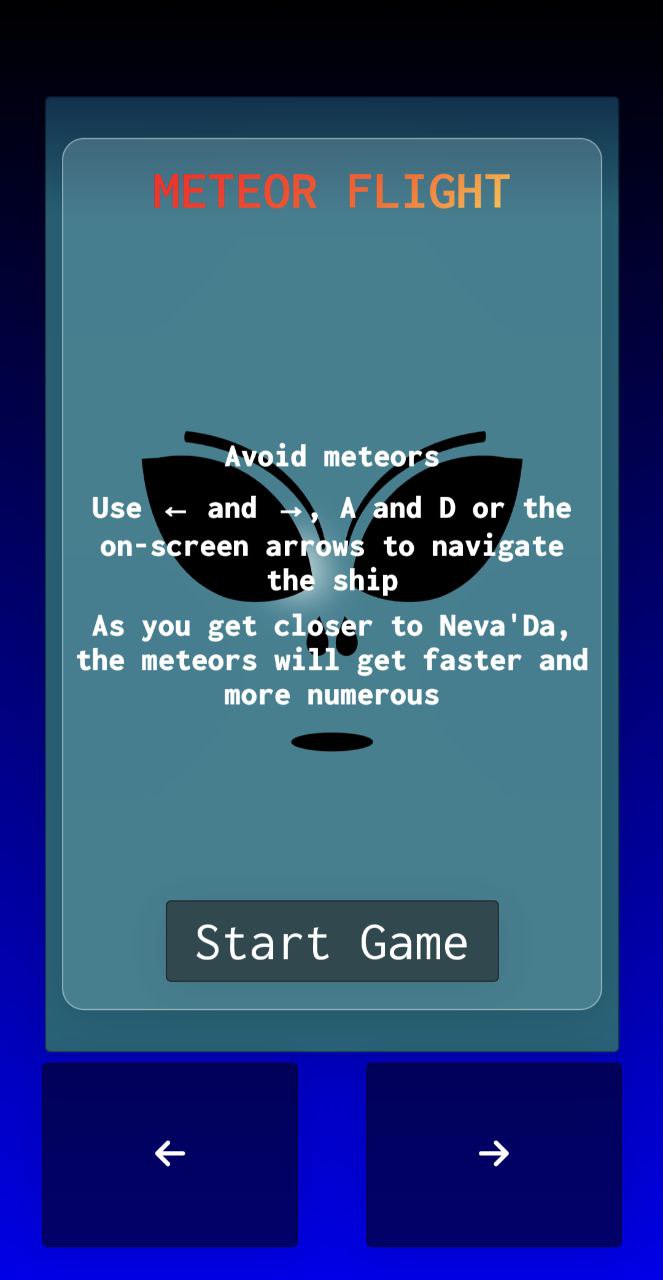 METEOR FLIGHT
Avoid meteors
Use ← and →, A and D or the
on-screen arrows to navigate
the ship
As you get closer to Neva'Da,
the meteors will get faster and
more numerous
Start Game
← →